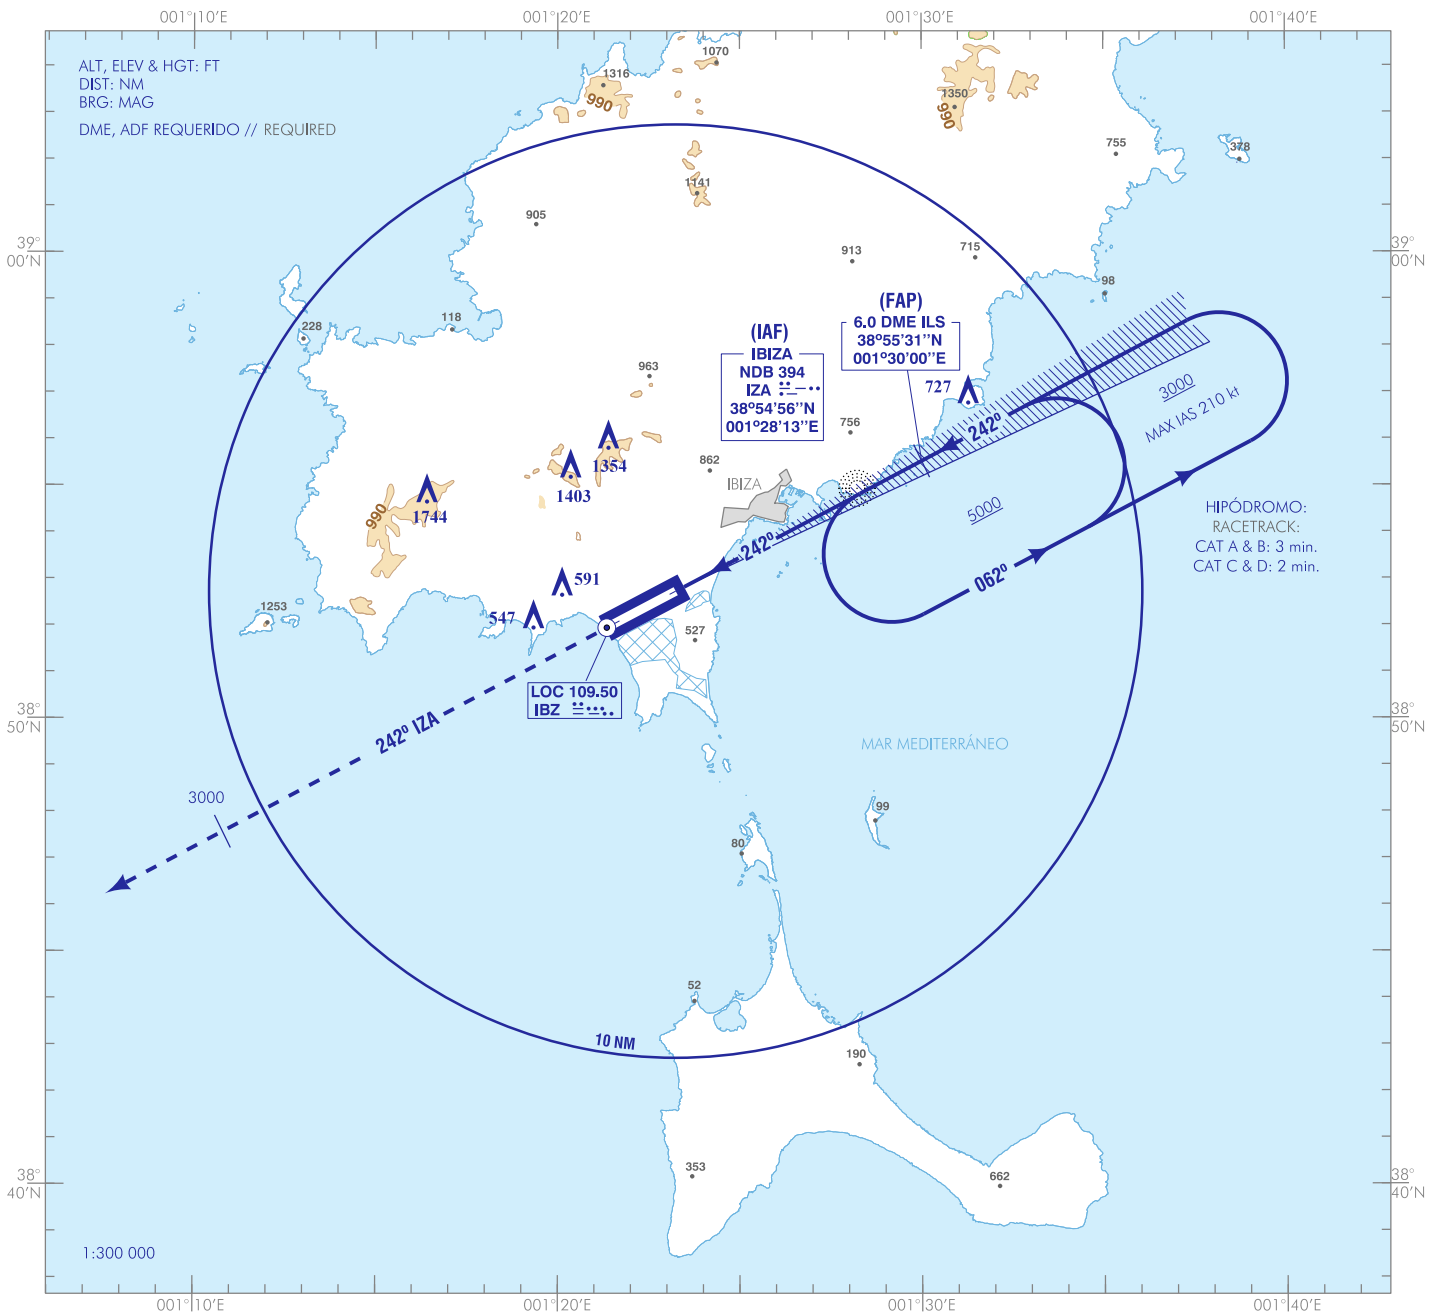 001°10'E
001°20'E
001°30'E
001°40'E
ALT, ELEV & HGT: FT
DIST: NM
BRG: MAG
DME, ADF REQUERIDO // REQUIRED
1070
1316
990
1350
990
755
378
1141
905
913
715
39°
00'N
39°
00'N
98
228
118
(IAF)
IBIZA
NDB 394
IZA
38°54'56''N
001°28'13''E
(FAP)
6.0 DME ILS
38°55'31''N
001°30'00''E
963
727
3000
MAX IAS 210 kt
756
242°
1354
862
1403
IBIZA
990
1744
5000
HIPÓDROMO:
RACETRACK:
CAT A & B: 3 min.
CAT C & D: 2 min.
242°
062°
591
547
1253
527
LOC 109.50
IBZ
242° IZA
38°
50'N
38°
50'N
MAR MEDITERRÁNEO
3000
99
80
52
10 NM
190
353
662
38°
40'N
38°
40'N
1:300 000
001°10'E
001°20'E
001°30'E
001°40'E